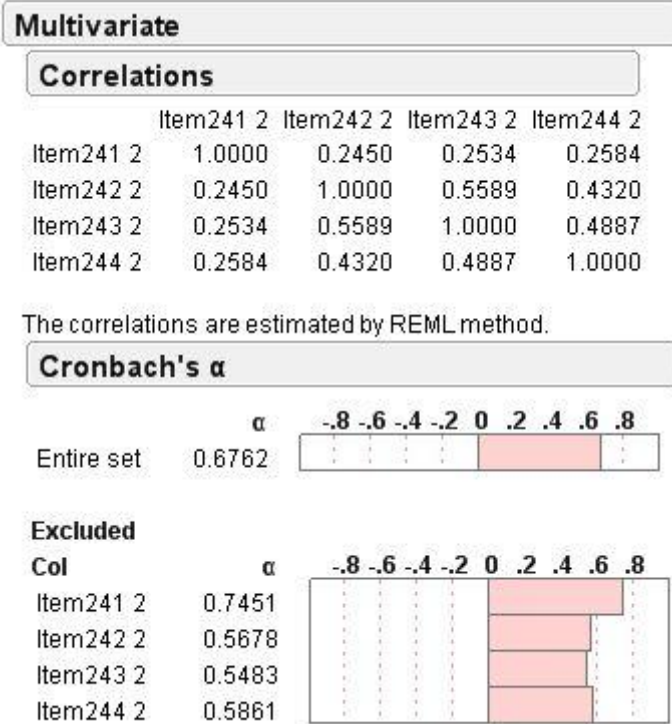 Multivariate
Correlations
Item241 2 Item242 2 Item243 2 Item244 2
Item241 2 1.0000 0.2450 0.2534 0.2584
Item242 2 0.2450 1.0000 0.5589 0.4320
Item243 2 0.2534 0.5589 1.0000 0.4887
Item244 2 0.2584 0.4320 0.4887 1.0000
The correlations are estimated by REML method.
Cronbach's α
α -.8 -.6 -.4 -.2 0 .2 .4 .6 .8
Entire set 0.6762
Excluded
Col α -.8 -.6 -.4 -.2 0 .2 .4 .6 .8
Item241 2 0.7451
Item242 2 0.5678
Item243 2 0.5483
Item244 2 0.5861